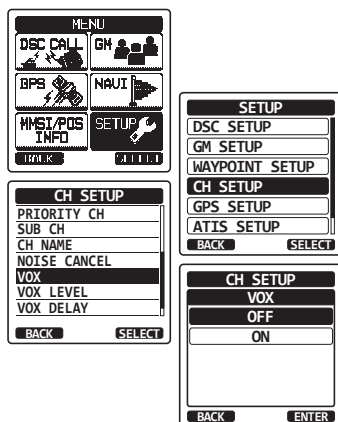 MENU
DSC CALL
GM
GPS
NAVI
MMSI/POS
INFO
SETUP
BACK
SELECT
SETUP
DSC SETUP
GM SETUP
WAYPOINT SETUP
CH SETUP
GPS SETUP
ATIS SETUP
BACK
SELECT
CH SETUP
PRIORITY CH
SUB CH
CH NAME
NOISE CANCEL
VOX
VOX LEVEL
VOX DELAY
BACK
SELECT
CH SETUP
VOX
OFF
ON
BACK
ENTER